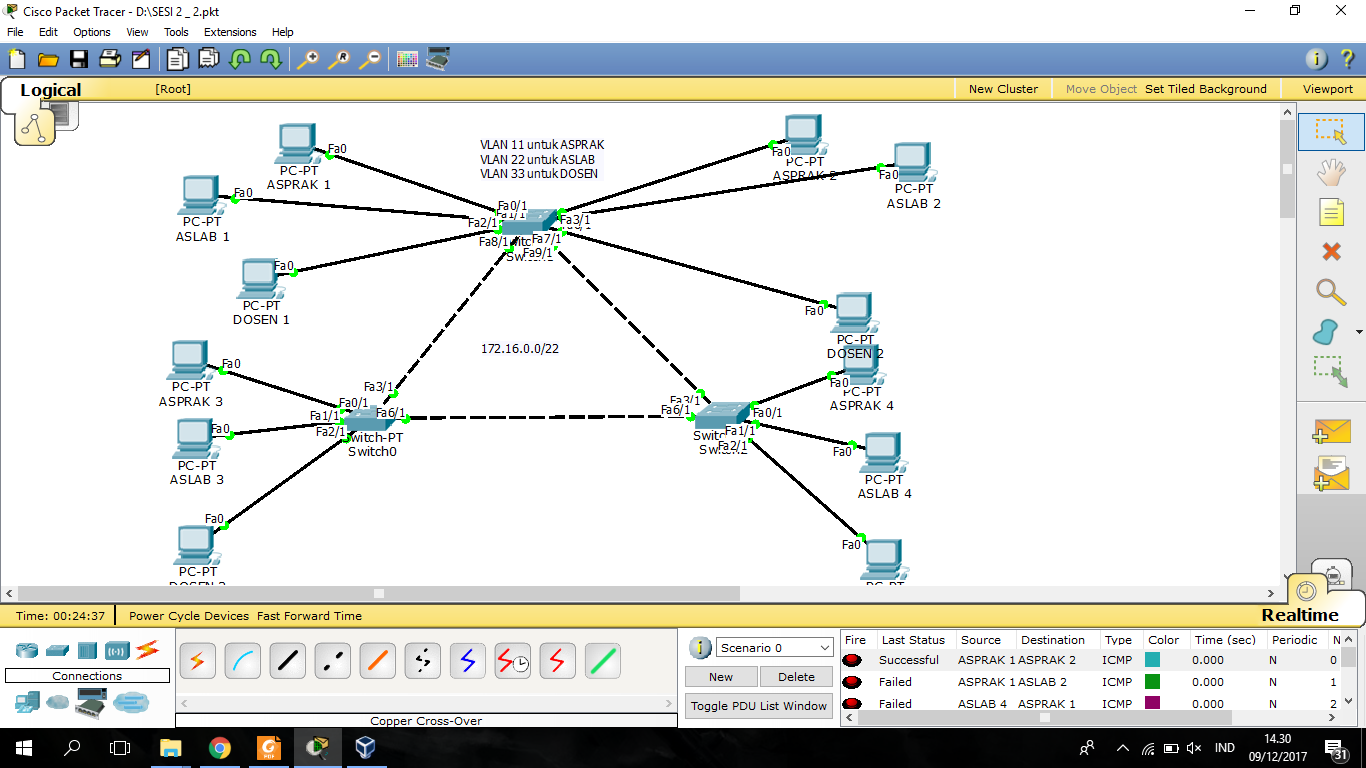 Cisco Packet Tracer - D:\SESI 2 _ 2.pkt
File Edit Options View Tools Extensions Help
Logical
[Root]
New Cluster
Move Object
Set Tiled Background
Viewport
VLAN 11 untuk ASPRAK
VLAN 22 untuk ASLAB
VLAN 33 untuk DOSEN
Fa0
PC-PT
ASPRAK 1
Fa0
PC-PT
ASPRAK 2
Fa0
PC-PT
ASLAB 2
Fa0
PC-PT
ASLAB 1
Fa0/1
Fa2/1
Fa3/1
Fa8/1
Fa7/1
Fa9/1
Fa0
PC-PT
DOSEN 1
Fa0
PC-PT
DOSEN 2
172.16.0.0/22
Fa0
PC-PT
ASPRAK 3
Fa0
PC-PT
ASPRAK 4
Fa3/1
Fa0/1
Fa1/1
Fa6/1
Fa2/1
Switch-PT
Switch0
Fa6/1
Fa0/1
Fa1/1
Fa2/1
Fa0
PC-PT
ASLAB 3
Fa0
PC-PT
ASLAB 4
Fa0
PC-PT
Fa0
Time: 00:24:37
Power Cycle Devices Fast Forward Time
Realtime
Connections
Copper Cross-Over
Scenario 0
New
Delete
Toggle PDU List Window
Fire Last Status Source Destination Type Color Time (sec) Periodic N
Successful ASPRAK 1 ASPRAK 2 ICMP 0.000 N 0
Failed ASPRAK 1 ASLAB 2 ICMP 0.000 N 1
Failed ASLAB 4 ASPRAK 1 ICMP 0.000 N 2
IND
14.30
09/12/2017
31